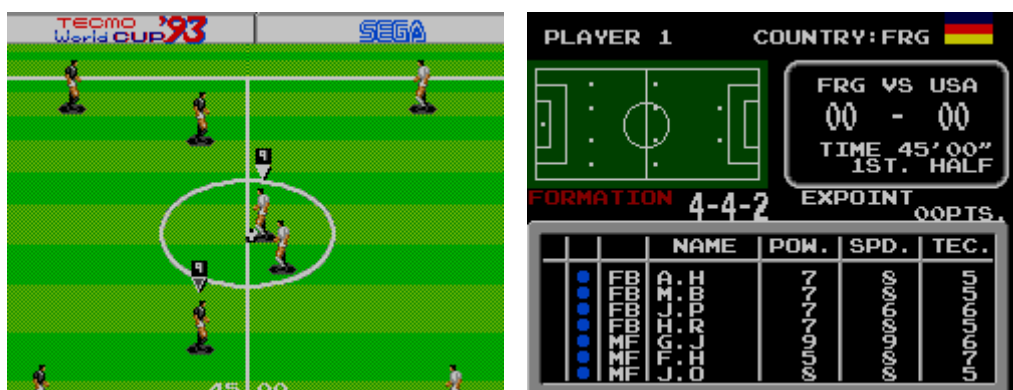 TECMO World CUP '93
SEGA
9
9
45 00
PLAYER 1 COUNTRY:FRG
FRG VS USA
00 - 00
TIME 45'00"
1ST. HALF
FORMATION 4-4-2
EXPOINT
00PTS.
NAME POW. SPD. TEC.
FB A.H 7 8 5
FB M.B 7 8 5
FB J.P 7 6 6
FB H.R 7 8 5
MF G.J 9 9 6
MF F.H 5 8 7
MF J.O 8 8 5